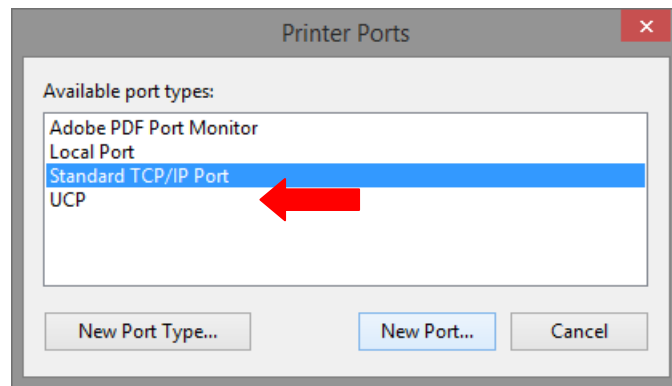 Printer Ports
Available port types:
Adobe PDF Port Monitor
Local Port
Standard TCP/IP Port
UCP
New Port Type... New Port... Cancel